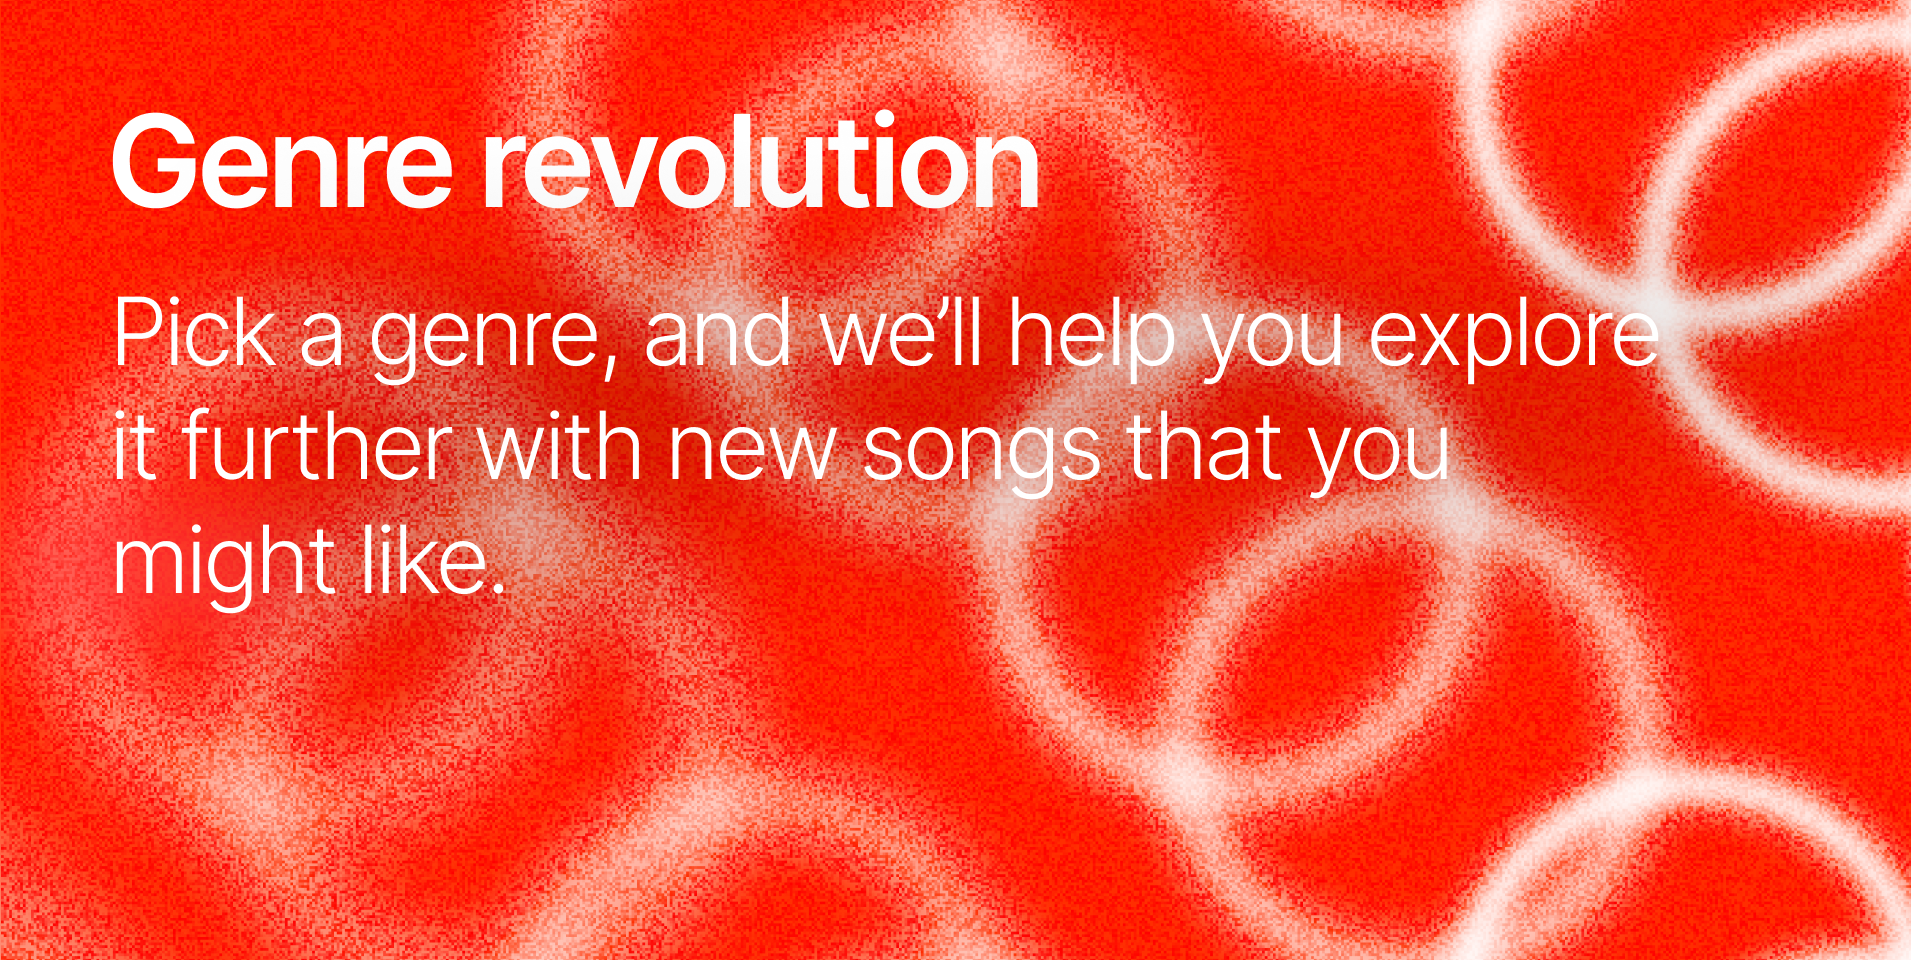 Genre revolution
Pick a genre, and we’ll help you explore
it further with new songs that you
might like.